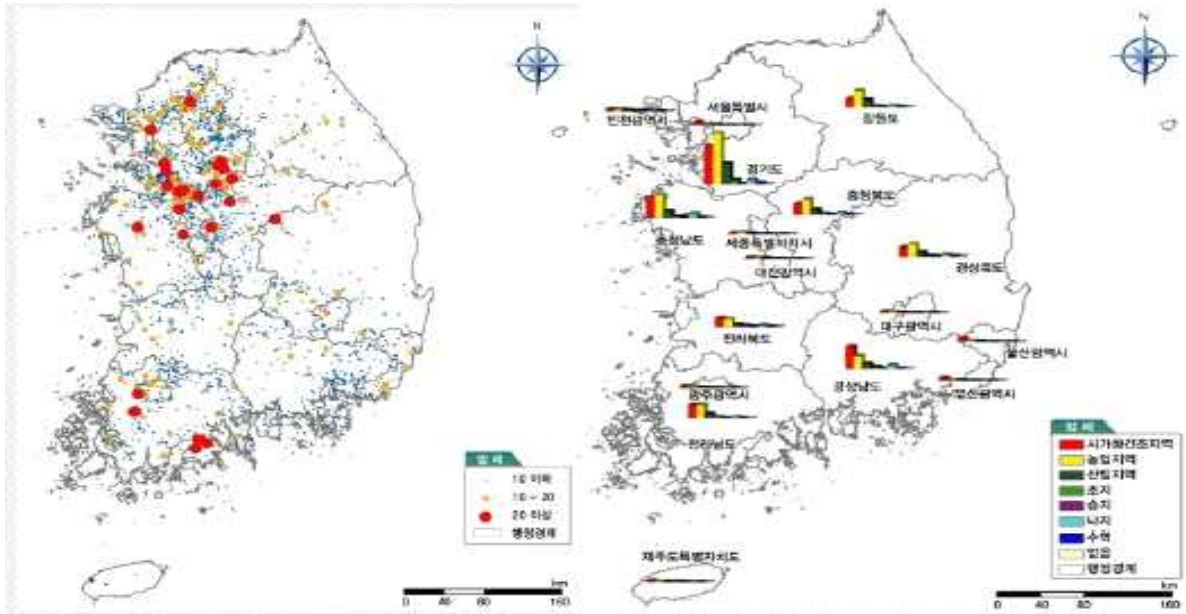 N
범 례
10 이하
10 ~ 20
20 이상
행정경계
km
0 40 80 160
N
서울특별시
인천광역시
강원도
경기도
충청북도
충청남도
세종특별자치시
대전광역시
경상북도
대구광역시
전라북도
울산광역시
경상남도
부산광역시
광주광역시
전라남도
제주도특별자치도
범 례
시가화건조지역
농업지역
산림지역
초지
습지
나지
수역
없음
행정경계
km
0 40 80 160